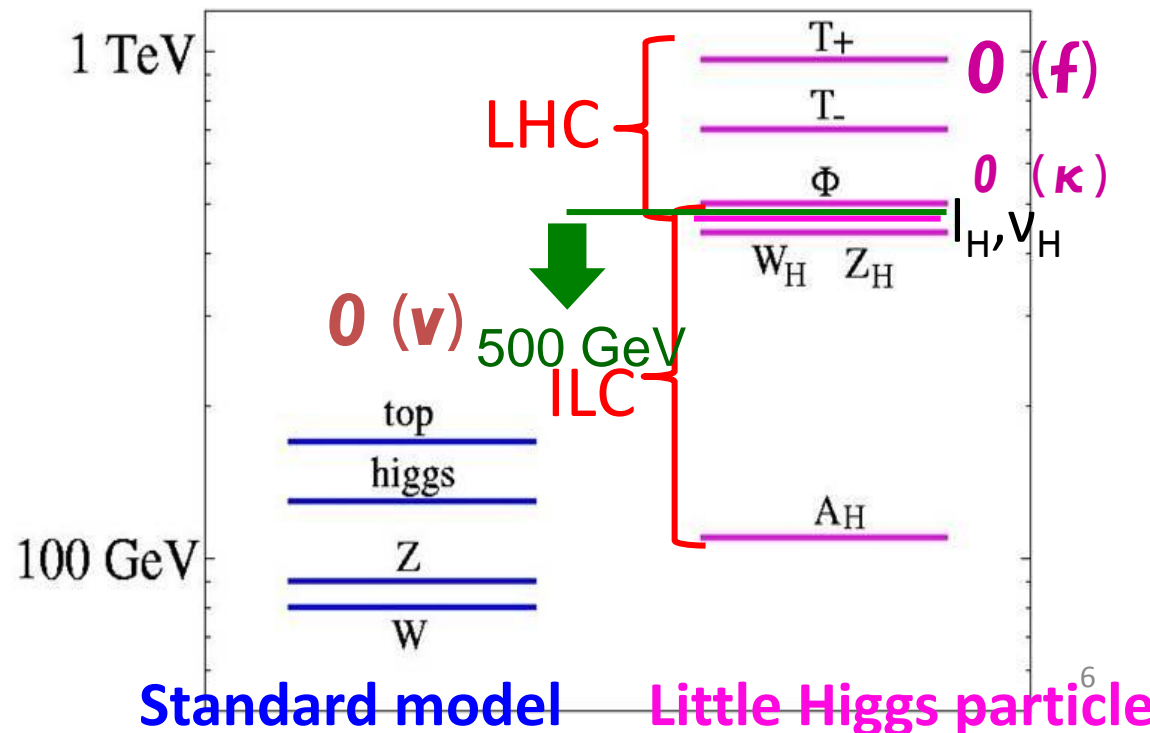 1 TeV
T+
O (f)
LHC
T-
Φ
O (κ)
lH,νH
WH ZH
O (v)
500 GeV
ILC
top
higgs
AH
100 GeV
Z
W
6
Standard model
Little Higgs particle